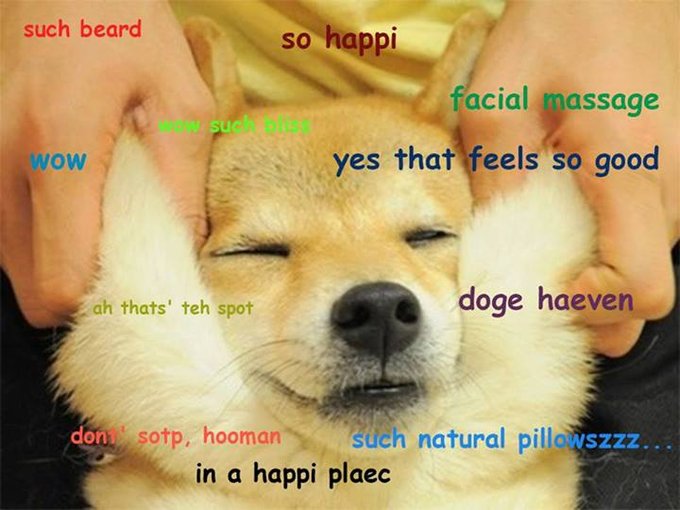 such beard
so happi
facial massage
wow such bliss
wow
yes that feels so good
ah thats' teh spot
doge haeven
dont' sotp, hooman
such natural pillowszzz...
in a happi plaec